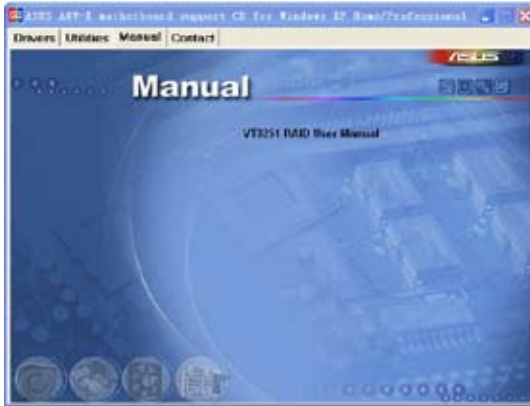 ASUS A8V-X motherboard support CD for Windows XP Home/Professional
Drivers Utilities Manual Contact
ASUS
Manual
VT8251 RAID User Manual